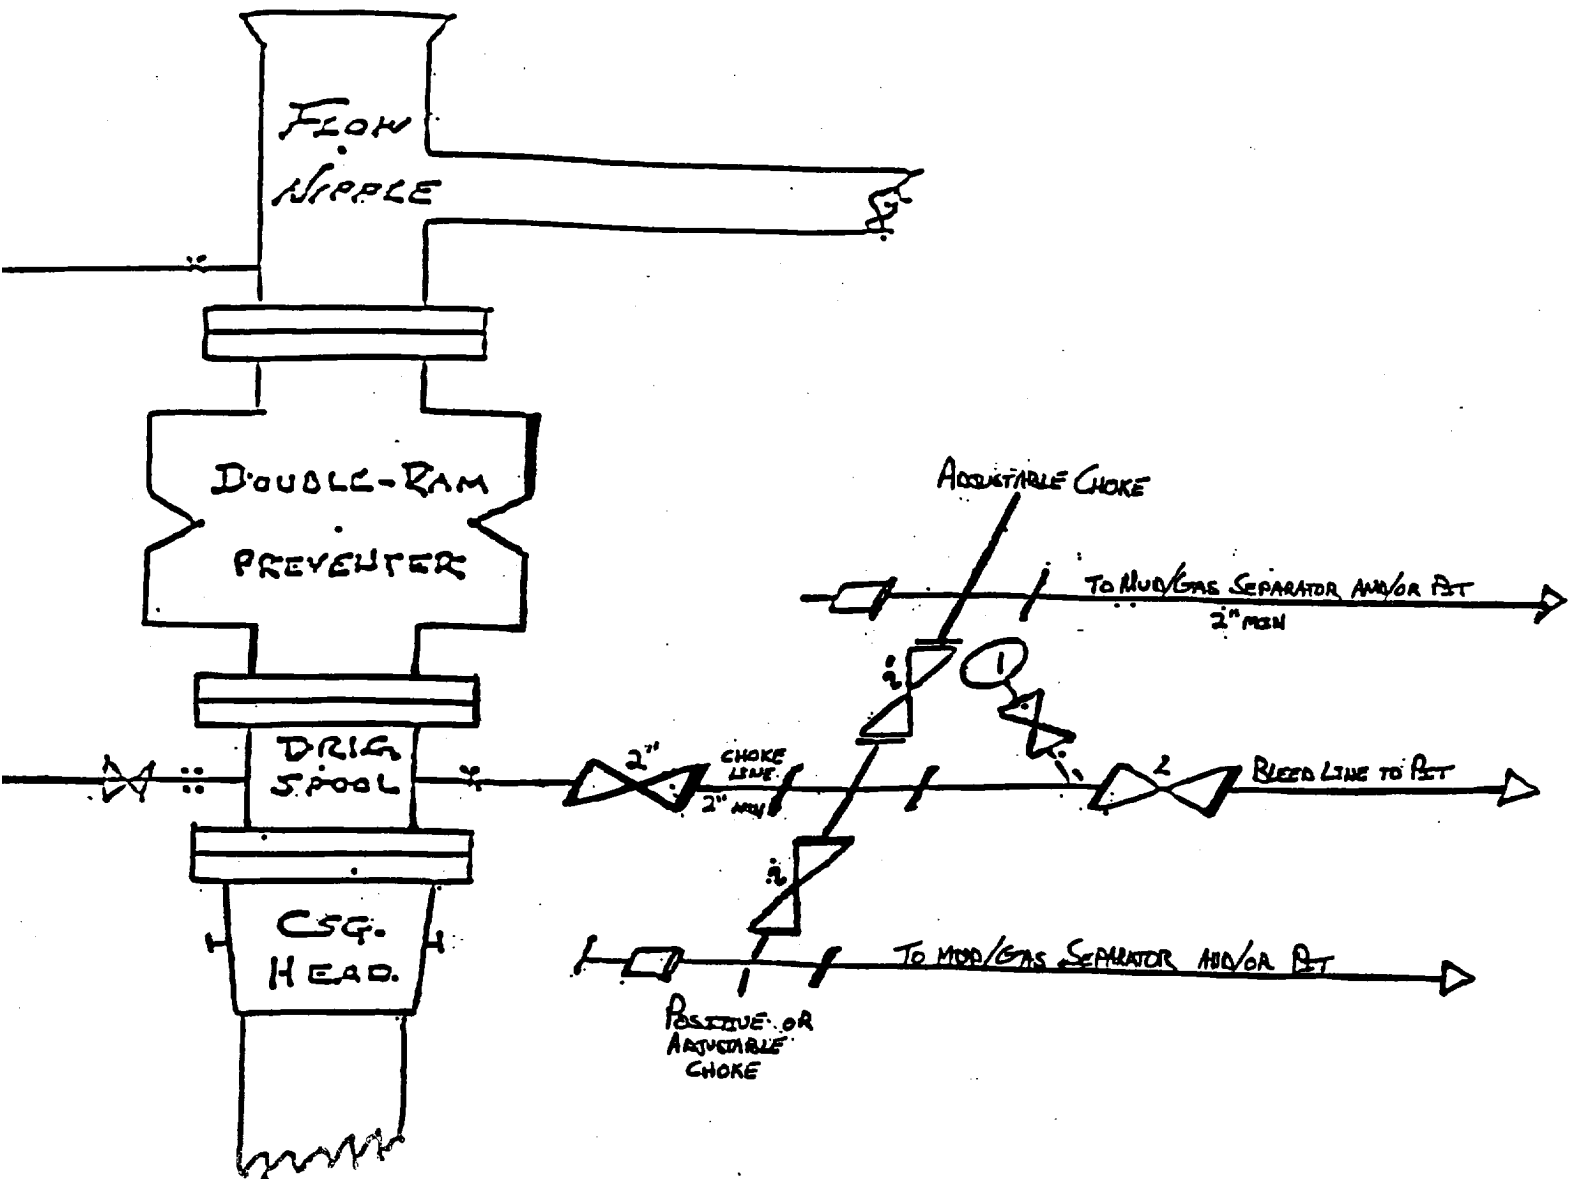 FLOW
NIPPLE
DOUBLE-RAM
PREVENTER
ADJUSTABLE CHOKE
TO MUD/GAS SEPARATOR AND/OR PIT
2" MIN
2"
1
DRLG
SPOOL
2"
CHOKE
LINE
2" MIN
2
BLEED LINE TO PIT
2"
CSG.
HEAD.
TO MUD/GAS SEPARATOR AND/OR PIT
POSITIVE OR
ADJUSTABLE
CHOKE